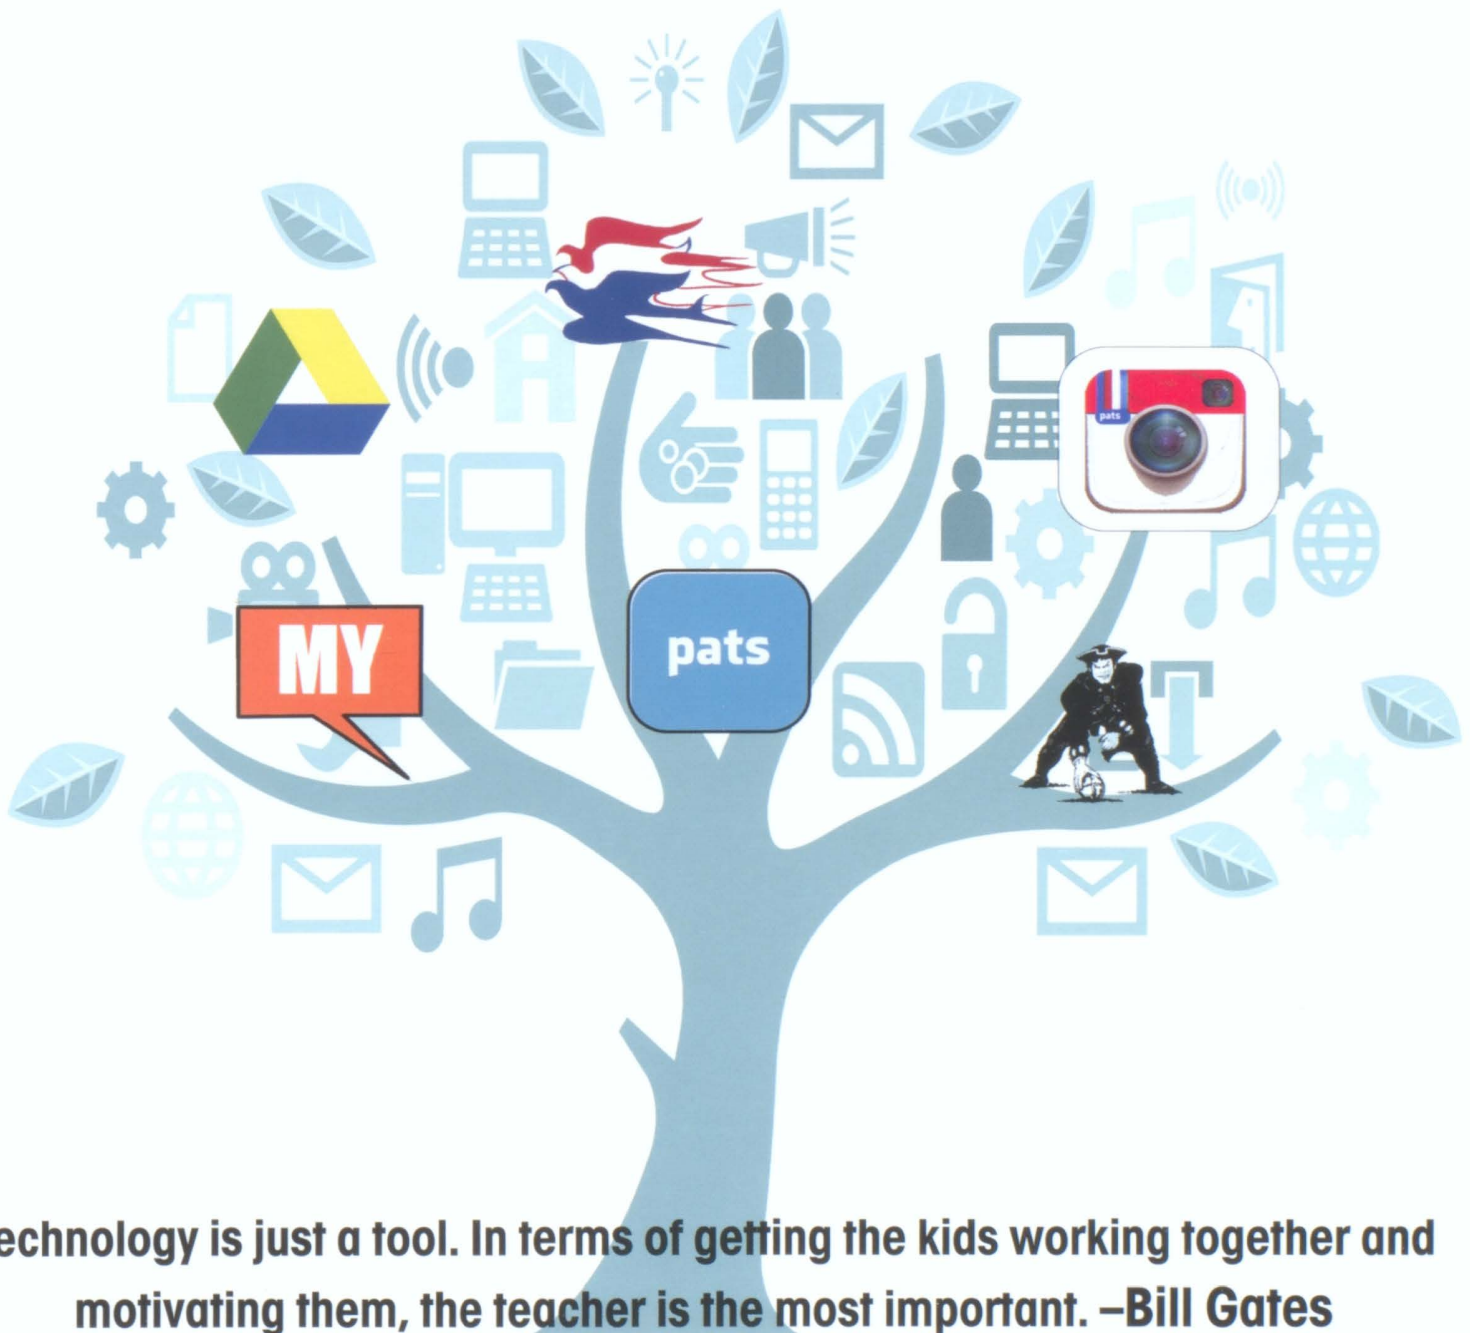 pats
MY
pats
echnology is just a tool. In terms of getting the kids working together and
motivating them, the teacher is the most important. –Bill Gates